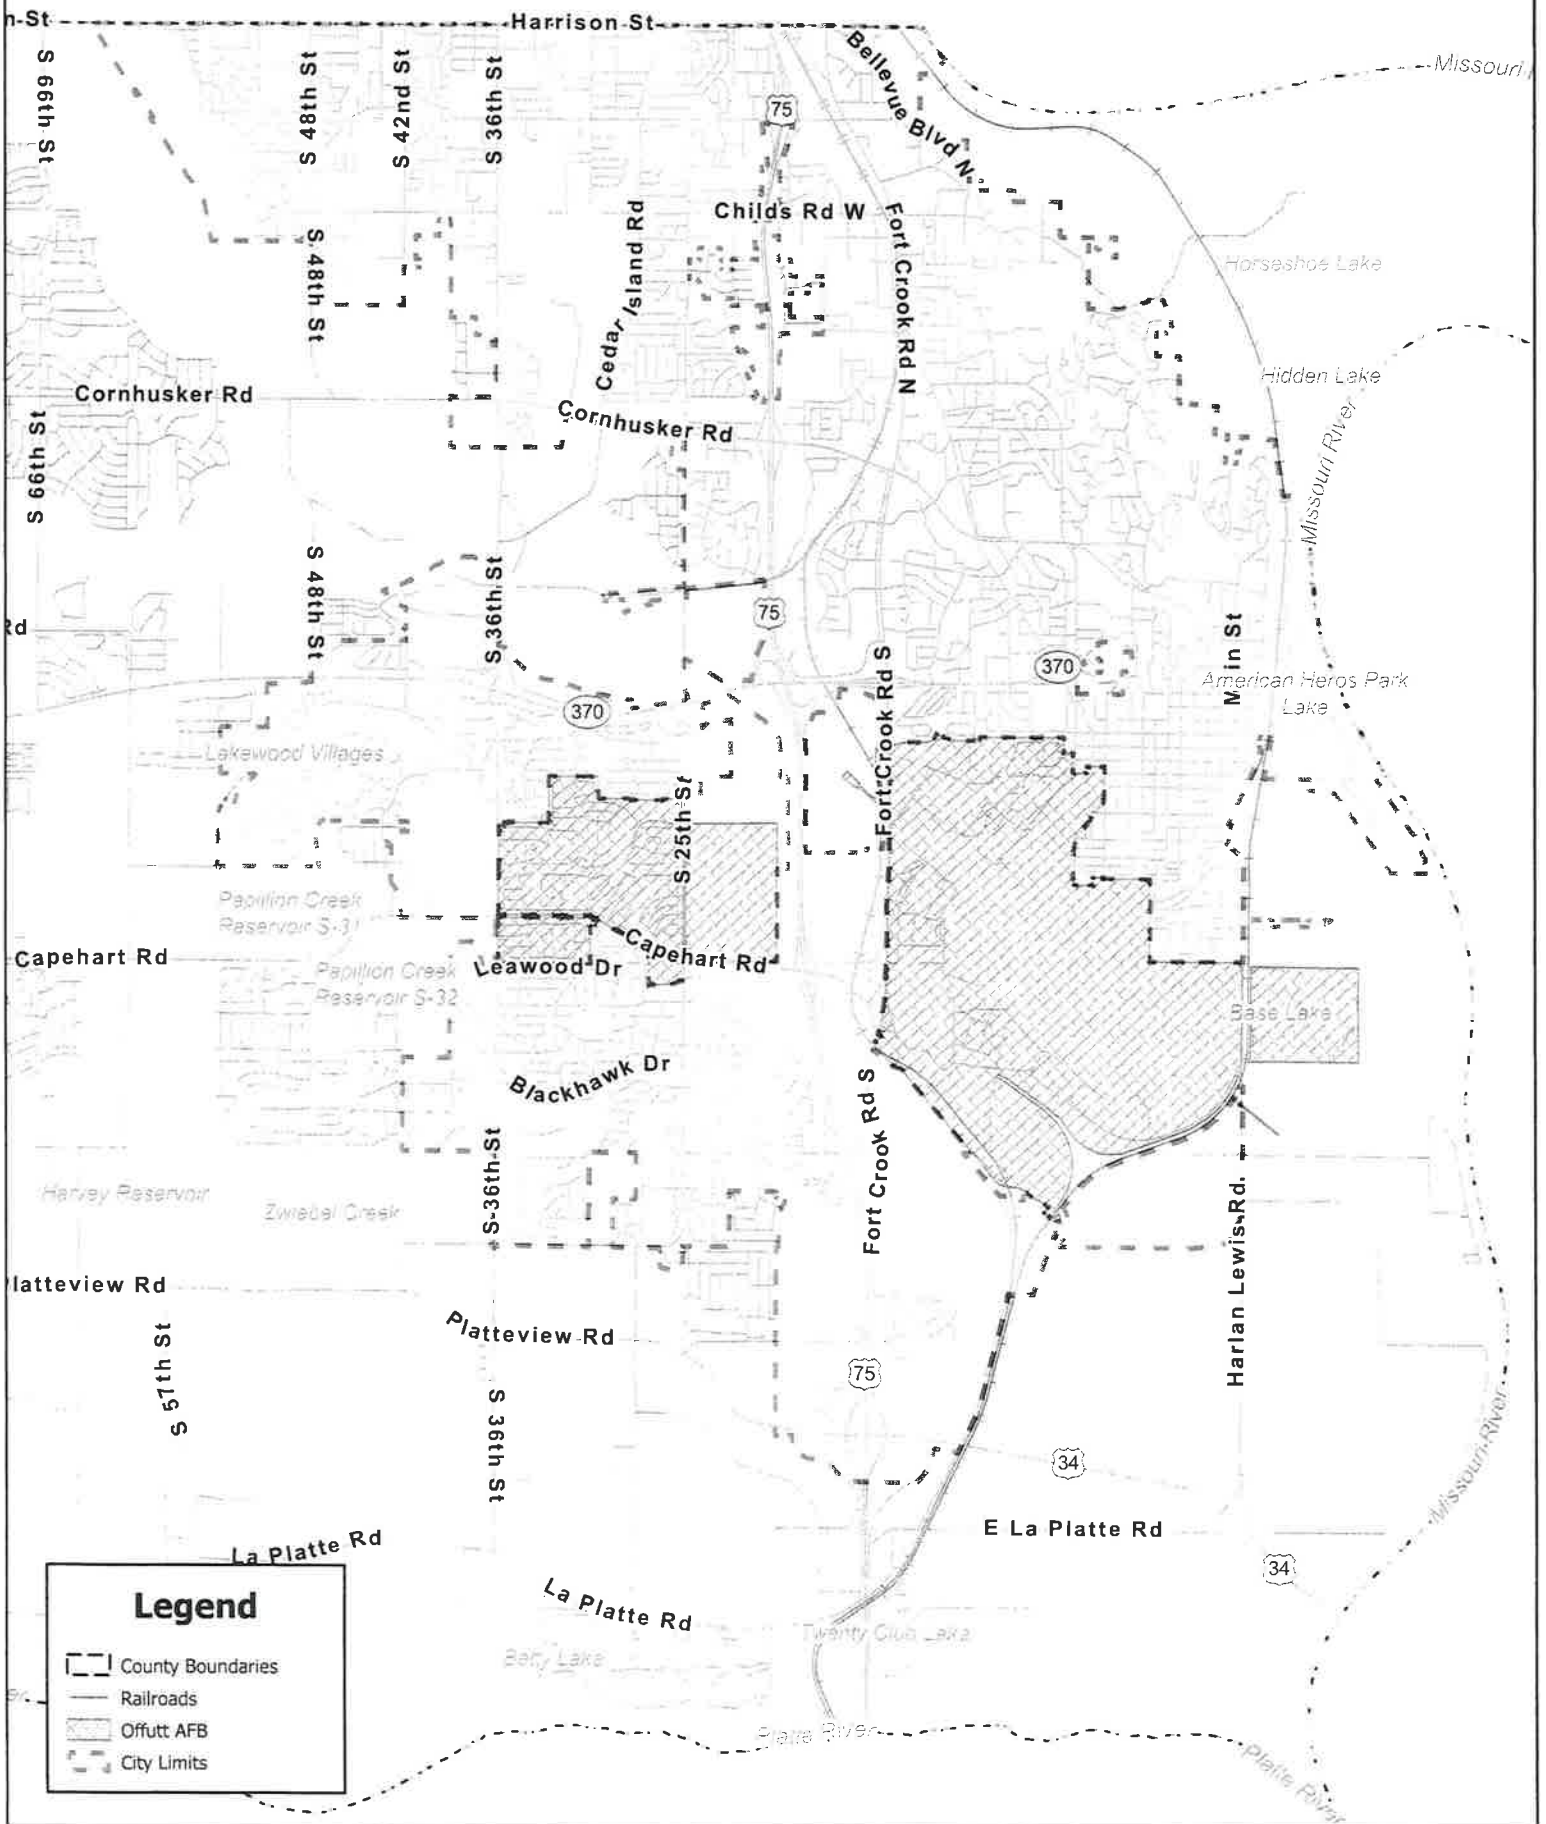 n-St
Harrison St
Missouri
S 66th St
S 48th St
S 42nd St
S 36th St
75
Bellevue Blvd N
Childs Rd W
Fort Crook Rd N
Cedar Island Rd
S 48th St
Horseshoe Lake
Hidden Lake
Missouri River
Cornhusker Rd
Cornhusker Rd
S 66th St
S 48th St
S 36th St
75
Rd
370
370
Fort Crook Rd S
Main St
American Heros Park
Lake
Lakewood Villages
S 25th St
Papillion Creek
Reservoir S-31
Capehart Rd
Papillion Creek
Reservoir S-32
Leawood Dr
Capehart Rd
Base Lake
Blackhawk Dr
Fort Crook Rd S
S 36th St
Harvey Reservoir
Zwiebel Creek
Harlan Lewis Rd.
latteview Rd
Platteview Rd
S 57th St
75
S 36th St
34
Missouri River
E La Platte Rd
La Platte Rd
34
La Platte Rd
Twenty Club Lake
Betty Lake
Platte River
Platte River
Legend
County Boundaries
Railroads
Offutt AFB
City Limits